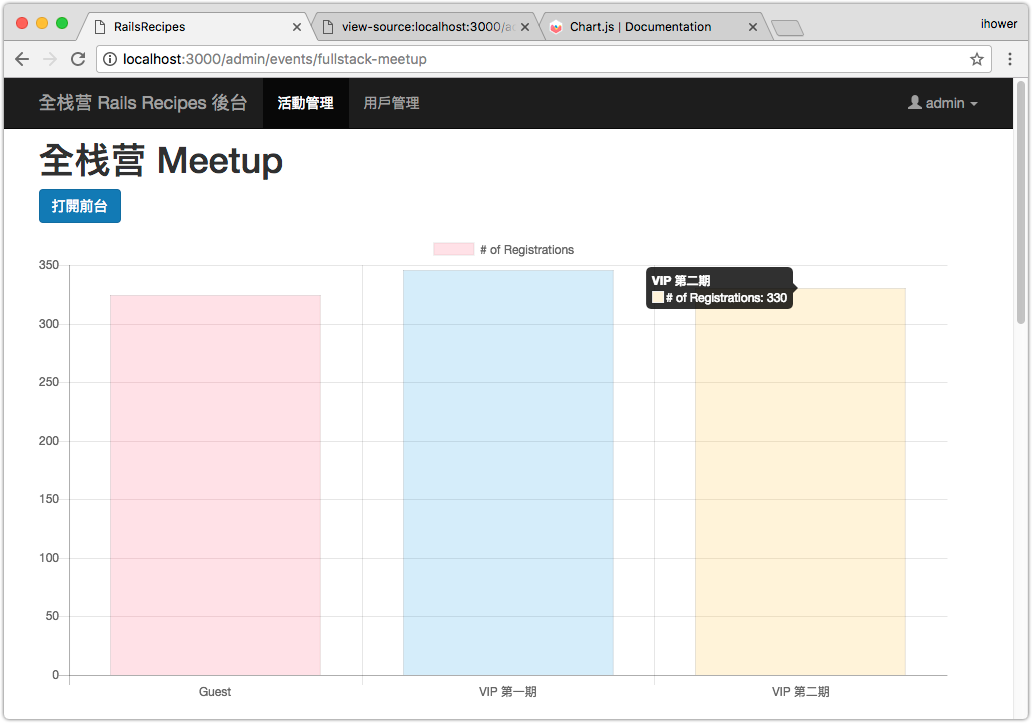 RailsRecipes
view-source:localhost:3000/a
Chart.js | Documentation
ihower
localhost:3000/admin/events/fullstack-meetup
全栈营 Rails Recipes 後台
活動管理
用戶管理
admin
全栈营 Meetup
打開前台
# of Registrations
350
300
250
200
150
100
50
0
VIP 第二期
# of Registrations: 330
Guest
VIP 第一期
VIP 第二期